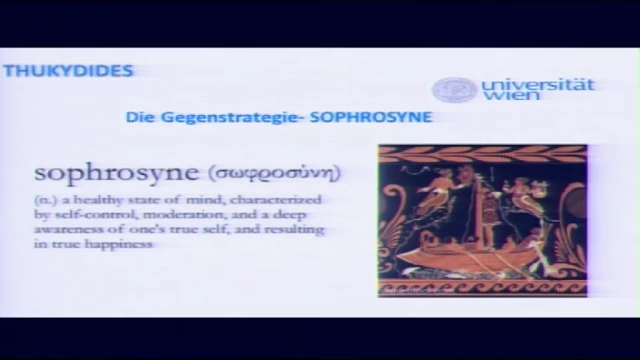 THUKYDIDES
universität
wien
Die Gegenstrategie- SOPHROSYNE
sophrosyne (σωφροσύνη)
(n.) a healthy state of mind, characterized
by self-control, moderation, and a deep
awareness of one's true self, and resulting
in true happiness